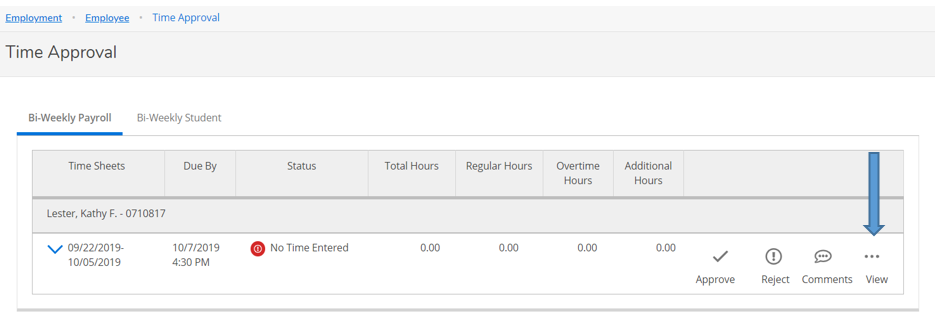 Employment • Employee • Time Approval
Time Approval
Bi-Weekly Payroll Bi-Weekly Student
Time Sheets Due By Status Total Hours Regular Hours Overtime Hours Additional Hours
Lester, Kathy F. - 0710817
09/22/2019- 10/7/2019 No Time Entered 0.00 0.00 0.00 0.00
10/05/2019 4:30 PM
Approve Reject Comments View